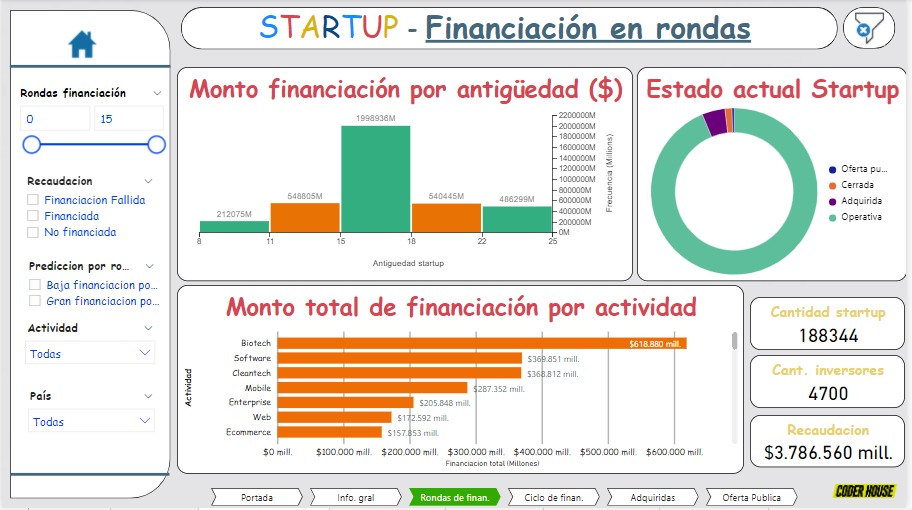 STARTUP - Financiación en rondas
Rondas financiación
0 15
Recaudacion
Financiacion Fallida
Financiada
No financiada
Prediccion por ro...
Baja financiacion po...
Gran financiacion po...
Actividad
Todas
País
Todas
Monto financiación por antigüedad ($)
212075M
548805M
1998936M
540445M
486299M
2200000M
2000000M
1800000M
1600000M
1400000M
1200000M
1000000M
800000M
600000M
400000M
200000M
0M
Frecuencia (Millions)
8 11 15 18 22 25
Antiguedad startup
Estado actual Startup
Oferta pu...
Cerrada
Adquirida
Operativa
Monto total de financiación por actividad
Actividad
Biotech $618.880 mill.
Software $369.851 mill.
Cleantech $368.812 mill.
Mobile $287.352 mill.
Enterprise $205.848 mill.
Web $172.592 mill.
Ecommerce $157.853 mill.
$0 mill. $100.000 mill. $200.000 mill. $300.000 mill. $400.000 mill. $500.000 mill. $600.000 mill.
Financiacion total (Millones)
Cantidad startup
188344
Cant. inversores
4700
Recaudacion
$3.786.560 mill.
Portada Info. gral Rondas de finan. Ciclo de finan. Adquiridas Oferta Publica
CODER HOUSE